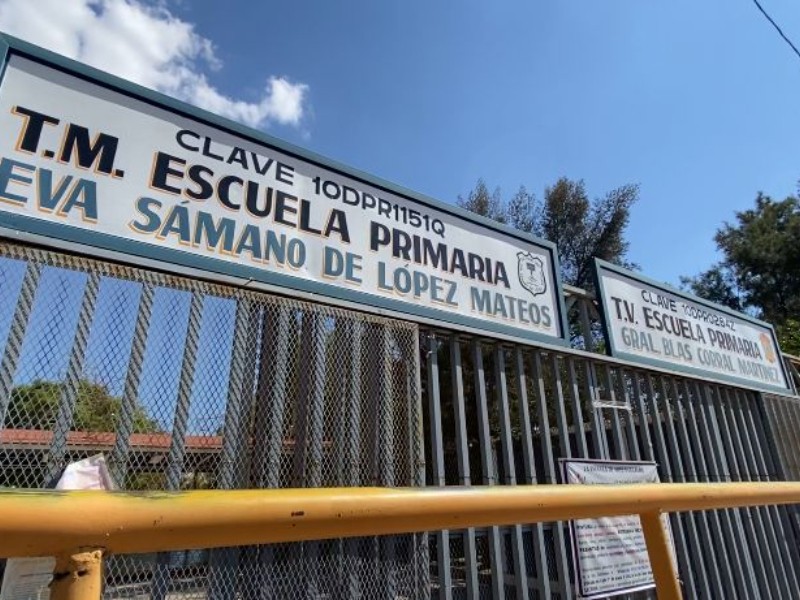 CLAVE 10DPR1151Q
T.M. ESCUELA PRIMARIA
EVA SÁMANO DE LÓPEZ MATEOS
CLAVE 10DPR0264Z
T.V. ESCUELA PRIMARIA
GRAL. BLAS CORRAL MARTINEZ